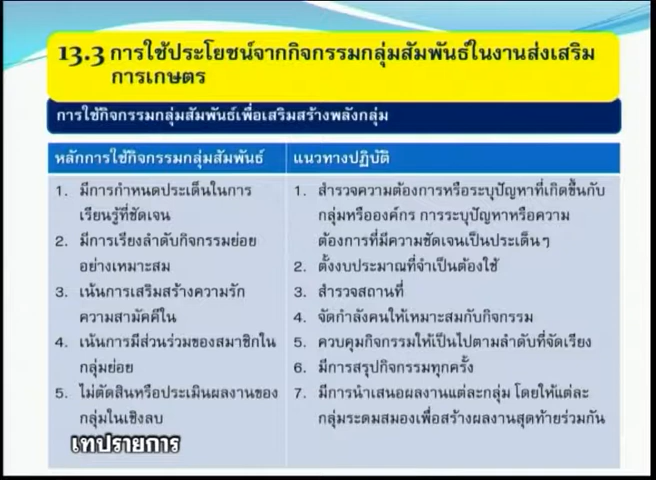 13.3 การใช้ประโยชน์จากกิจกรรมกลุ่มสัมพันธ์ในงานส่งเสริม
การเกษตร
การใช้กิจกรรมกลุ่มสัมพันธ์เพื่อเสริมสร้างพลังกลุ่ม
หลักการใช้กิจกรรมกลุ่มสัมพันธ์
1. มีการกำหนดประเด็นในการ
เรียนรู้ที่ชัดเจน
2. มีการเรียงลำดับกิจกรรมย่อย
อย่างเหมาะสม
3. เน้นการเสริมสร้างความรัก
ความสามัคคีใน
4. เน้นการมีส่วนร่วมของสมาชิกใน
กลุ่มย่อย
5. ไม่ตัดสินหรือประเมินผลงานของ
กลุ่มในเชิงลบ
แนวทางปฏิบัติ
1. สำรวจความต้องการหรือระบุปัญหาที่เกิดขึ้นกับ
กลุ่มหรือองค์กร การระบุปัญหาหรือความ
ต้องการที่มีความชัดเจนเป็นประเด็นๆ
2. ตั้งงบประมาณที่จำเป็นต้องใช้
3. สำรวจสถานที่
4. จัดกำลังคนให้เหมาะสมกับกิจกรรม
5. ควบคุมกิจกรรมให้เป็นไปตามลำดับที่จัดเรียง
6. มีการสรุปกิจกรรมทุกครั้ง
7. มีการนำเสนอผลงานแต่ละกลุ่ม โดยให้แต่ละ
กลุ่มระดมสมองเพื่อสร้างผลงานสุดท้ายร่วมกัน
เทปรายการ